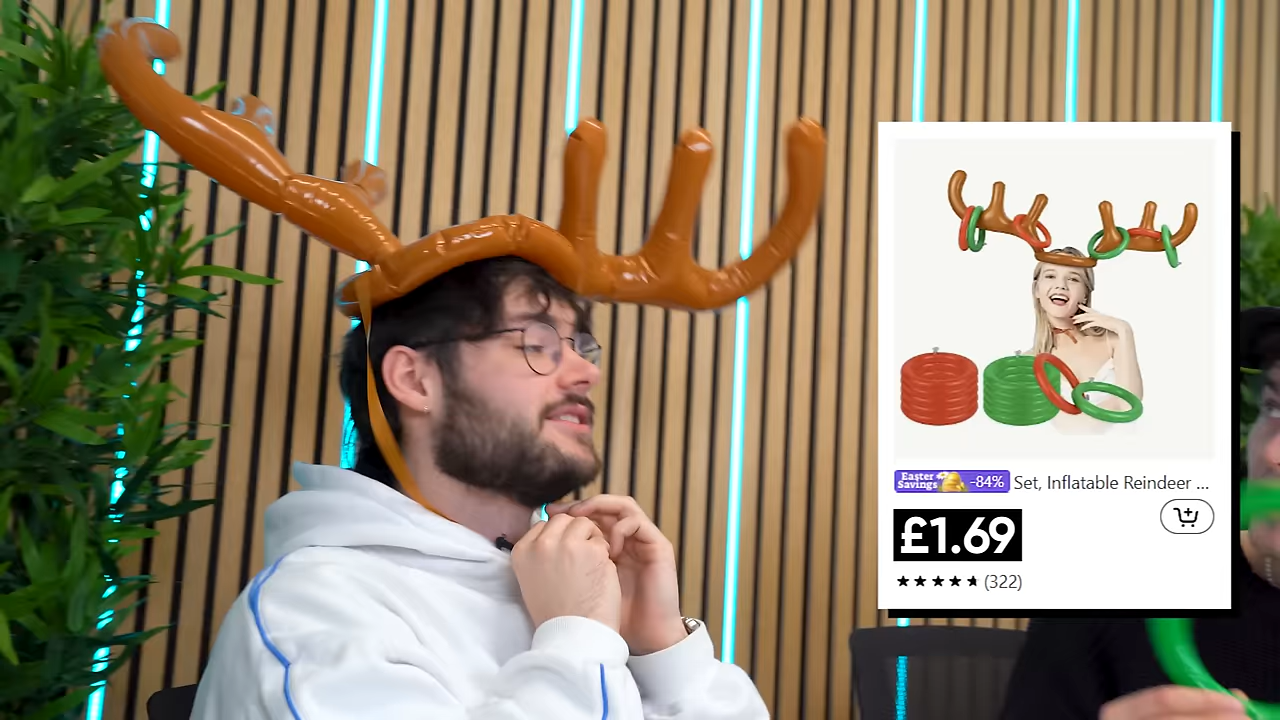 Easter
Savings -84% Set, Inflatable Reindeer ...
£1.69
(322)